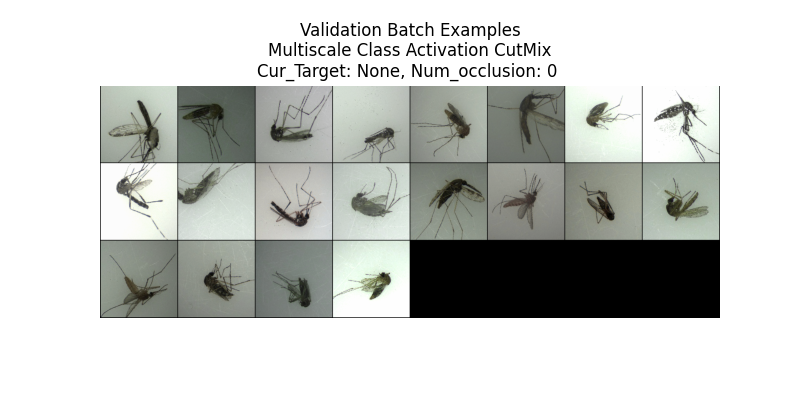 Validation Batch Examples
Multiscale Class Activation CutMix
Cur_Target: None, Num_occlusion: 0